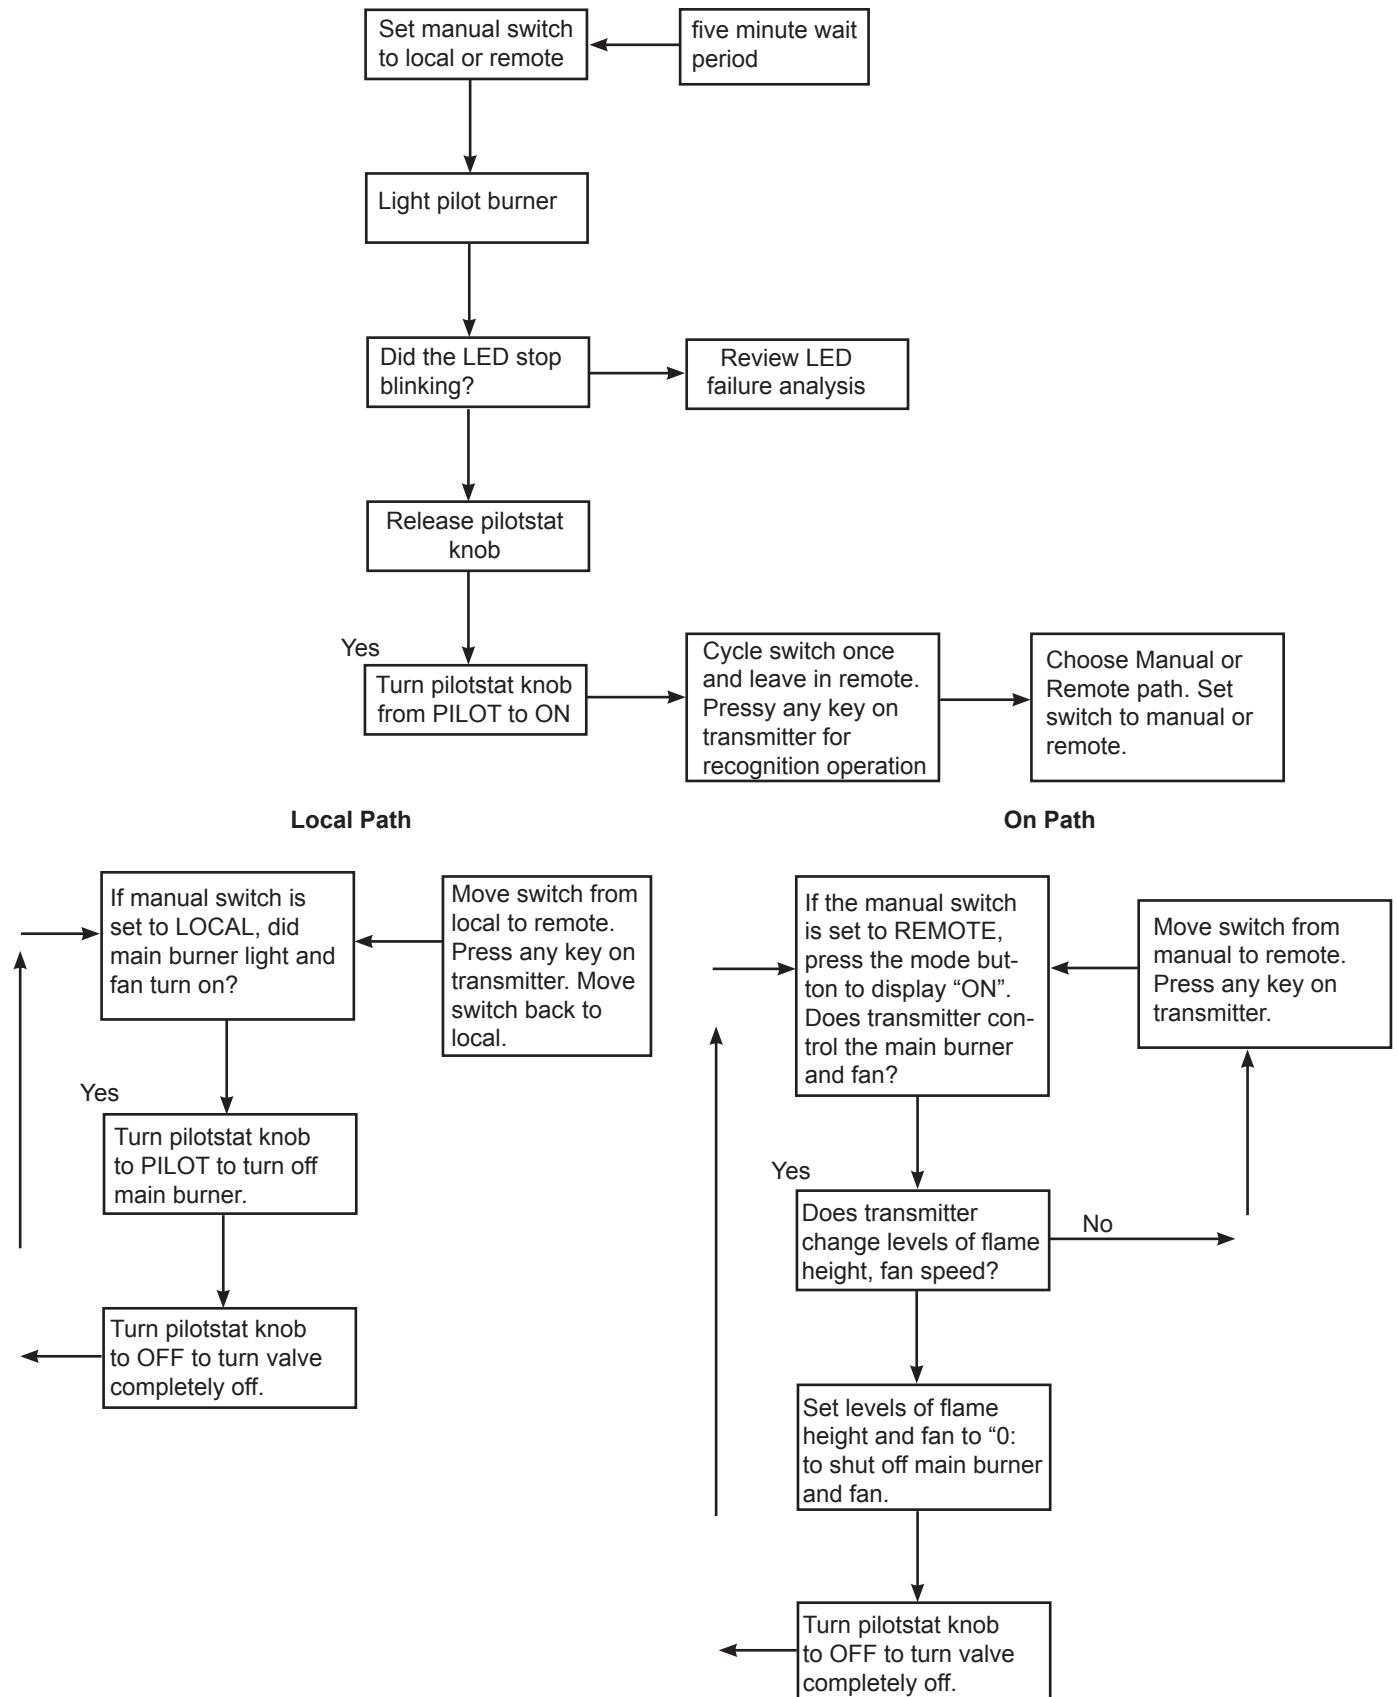 Set manual switch
to local or remote
five minute wait
period
Light pilot burner
Did the LED stop
blinking?
Review LED
failure analysis
Release pilotstat
knob
Yes
Turn pilotstat knob
from PILOT to ON
Cycle switch once
and leave in remote.
Pressy any key on
transmitter for
recognition operation
Choose Manual or
Remote path. Set
switch to manual or
remote.
Local Path
If manual switch is
set to LOCAL, did
main burner light and
fan turn on?
Move switch from
local to remote.
Press any key on
transmitter. Move
switch back to
local.
Yes
Turn pilotstat knob
to PILOT to turn off
main burner.
Turn pilotstat knob
to OFF to turn valve
completely off.
On Path
If the manual switch
is set to REMOTE,
press the mode but-
ton to display “ON”.
Does transmitter con-
trol the main burner
and fan?
Move switch from
manual to remote.
Press any key on
transmitter.
Yes
Does transmitter
change levels of flame
height, fan speed?
No
Set levels of flame
height and fan to “0:
to shut off main burner
and fan.
Turn pilotstat knob
to OFF to turn valve
completely off.